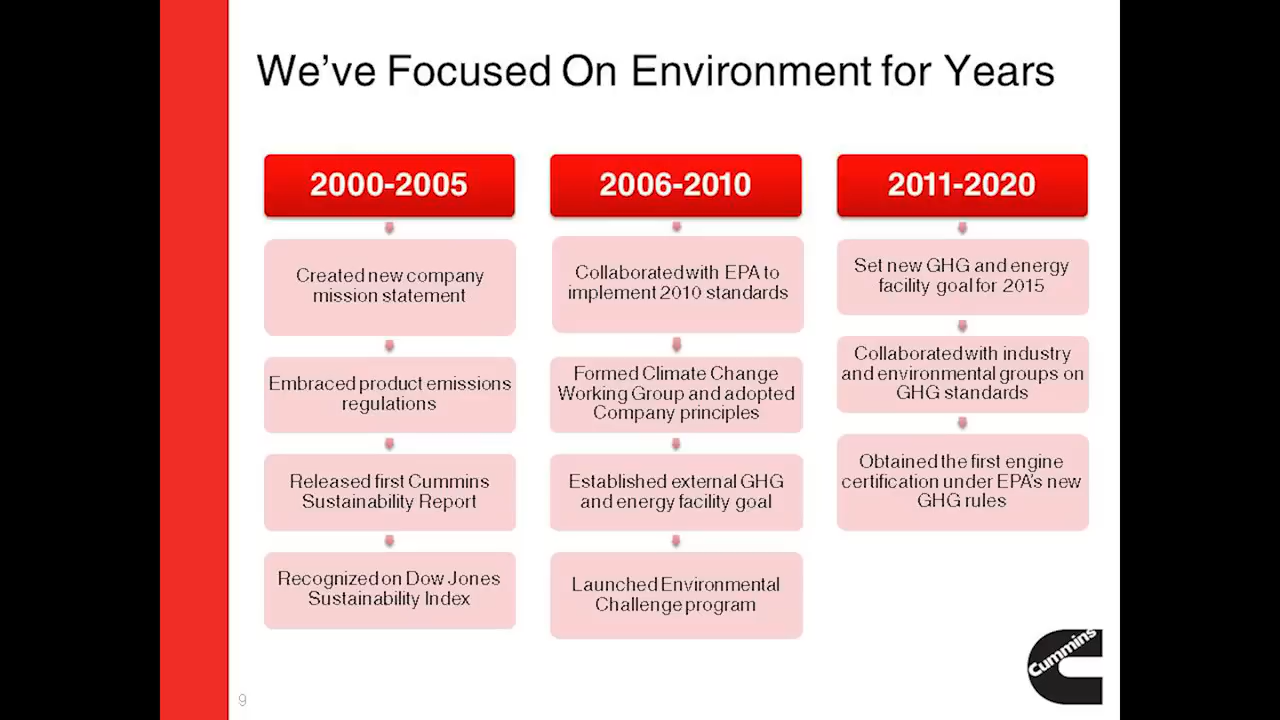 We've Focused On Environment for Years
2000-2005
Created new company
mission statement
Embraced product emissions
regulations
Released first Cummins
Sustainability Report
Recognized on Dow Jones
Sustainability Index
2006-2010
Collaborated with EPA to
implement 2010 standards
Formed Climate Change
Working Group and adopted
Company principles
Established external GHG
and energy facility goal
Launched Environmental
Challenge program
2011-2020
Set new GHG and energy
facility goal for 2015
Collaborated with industry
and environmental groups on
GHG standards
Obtained the first engine
certification under EPA's new
GHG rules
Cummins
9